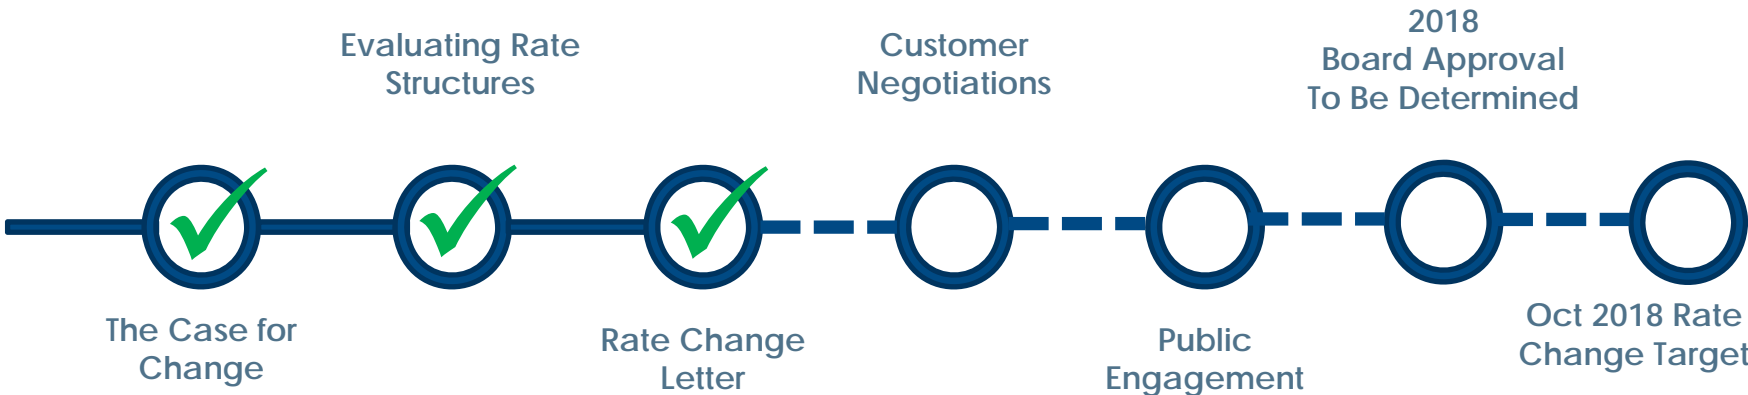 The Case for
Change
Evaluating Rate
Structures
Rate Change
Letter
Customer
Negotiations
Public
Engagement
2018
Board Approval
To Be Determined
Oct 2018 Rate
Change Target